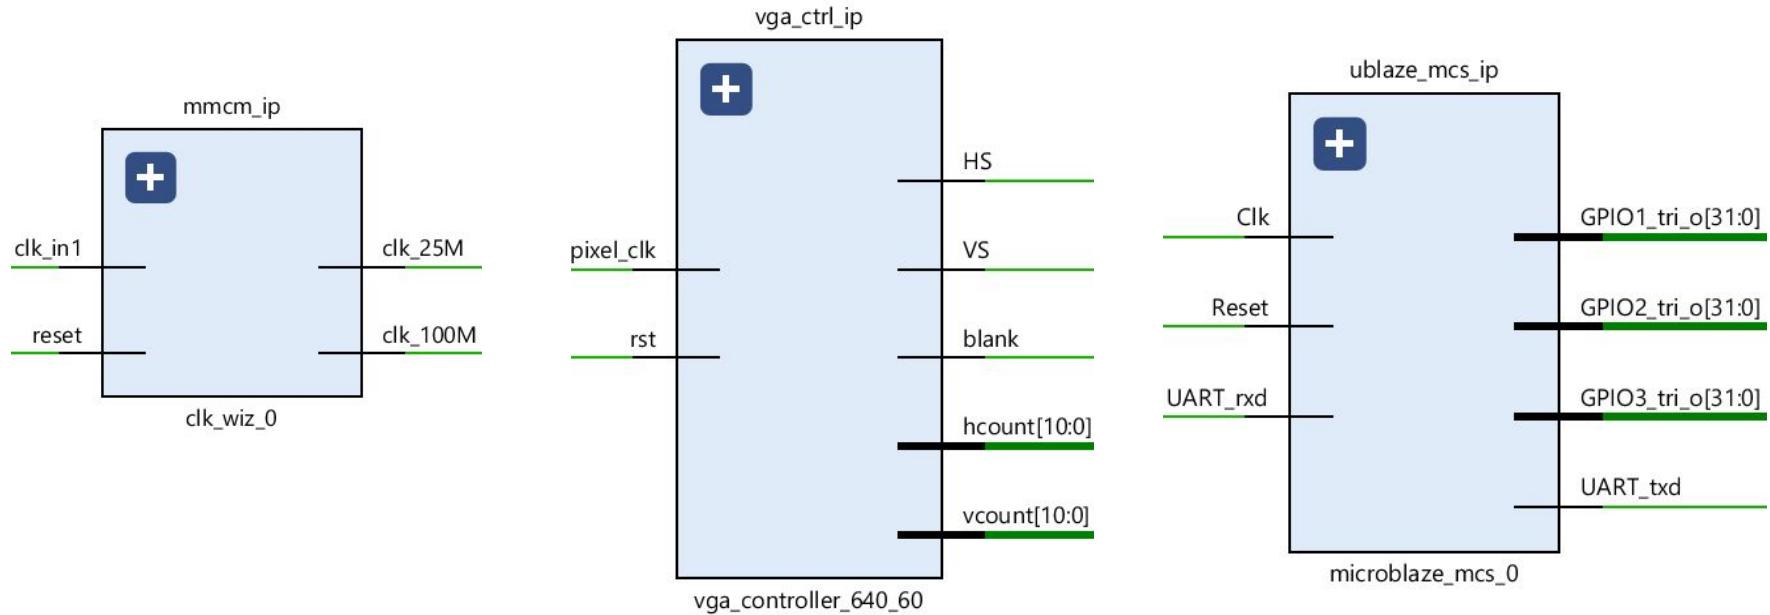 mmcm_ip
clk_in1
reset
clk_25M
clk_100M
clk_wiz_0
vga_ctrl_ip
pixel_clk
rst
HS
VS
blank
hcount[10:0]
vcount[10:0]
vga_controller_640_60
ublaze_mcs_ip
Clk
Reset
UART_rxd
GPIO1_tri_o[31:0]
GPIO2_tri_o[31:0]
GPIO3_tri_o[31:0]
UART_txd
microblaze_mcs_0